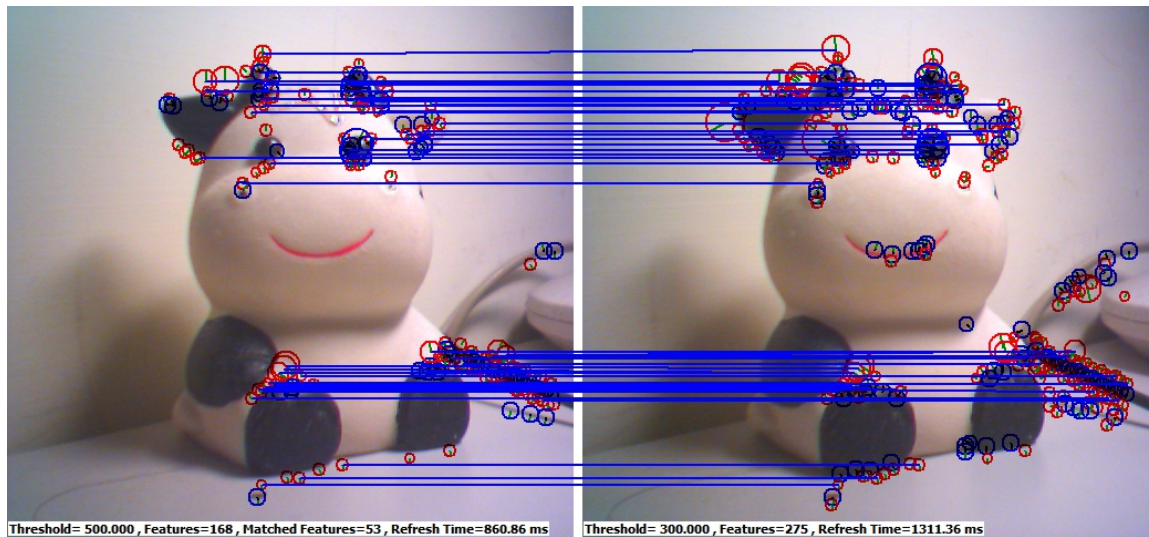 Threshold= 500.000 , Features=168 , Matched Features=53 , Refresh Time=860.86 ms
Threshold= 300.000 , Features=275 , Refresh Time=1311.36 ms